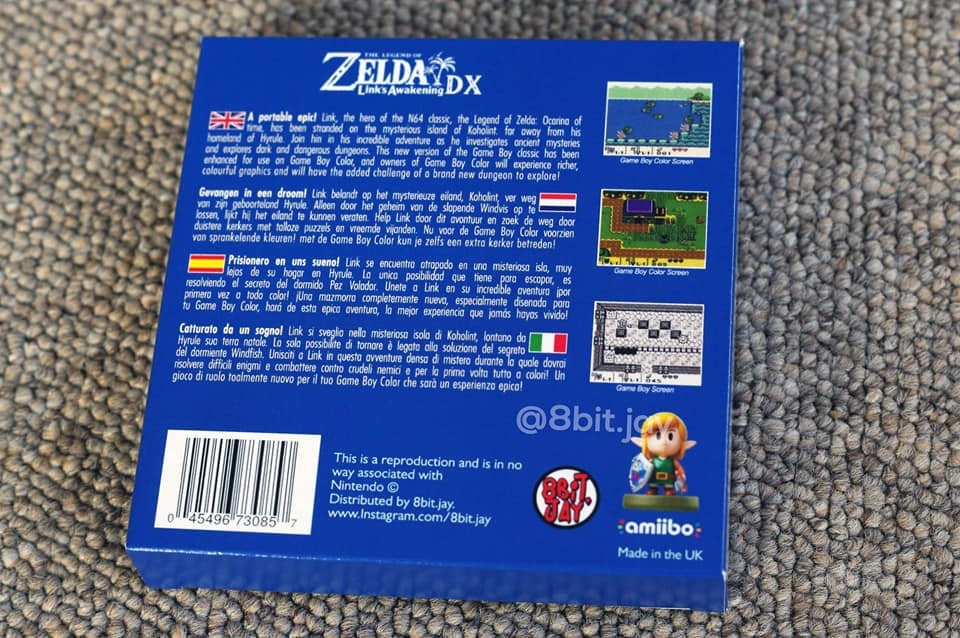 THE LEGEND OF
ZELDA
Link's Awakening DX
A portable epic! Link, the hero of the N64 classic, the Legend of Zelda: Ocarina of
time, has been stranded on the mysterious island of Koholint. far away from his
homeland of Hyrule. Join hin in his incredible adventure as he investigates ancient mysteries
and explores dark and dangerous dungeons. This new version of the Game Boy classic has been
enhanced for use on Game Boy Color, and owners of Game Boy Color will experience richer,
colourful graphics and will have the added challenge of a brand new dungeon to explore!
Gevangen in een droom! Link belandt op het mysterieuze eiland, Koholint, ver weg
van zijn geboorteland Hyrule. Alleen door het geheim van de slapende Windvis op te
lossen, lijkt hij het eiland te kunnen veraten. Help Link door dit avontuur en zoek de weg door
duistere kerkers met talloze puzzels en vreemde vijanden. Nu voor de Game Boy Color voorzien
van sprankelende kleuren! met de Game Boy Color kun je zelfs een extra kerker betreden!
Prisionero en uns sueno! Link se encuentra atrapado en una misteriosa isla, muy
lejos de su hogar en Hyrule. La unica posibilidad que tiene para escapar, es
resolviendo el secreto del dormido Pez Volador. Unete a Link en su increible aventura ¡por
primera vez a todo color! ¡Una mazmorra completamente nueva, especialmente disenada para
tu Game Boy Color, hará de esta epica aventura, la mejor experiencia que jamás hayas vivido!
Catturato da un sogno! Link si sveglia nella misteriosa isola di Koholint, lontano da
Hyrule sua terra natale. La sola possibilite di tornare è legata alla soluzione del segreto
del dormiente Windfish. Unisciti a Link in questa avventure densa di mistero durante la quale dovrai
risolvere difficili enigmi e combattere contro crudeli nemici e per la prima volta tutto a colori! Un
gioco di ruolo toalmente nuovo per il tuo Game Boy Color che sarà un esperienza epica!
Game Boy Color Screen
Game Boy Color Screen
Game Boy Screen
@8bit.jay
0 45496 73085 7
This is a reproduction and is in no
way associated with
Nintendo ©
Distributed by 8bit.jay.
www.Instagram.com/8bit.jay
8BiT.
JAY
amiibo
Made in the UK